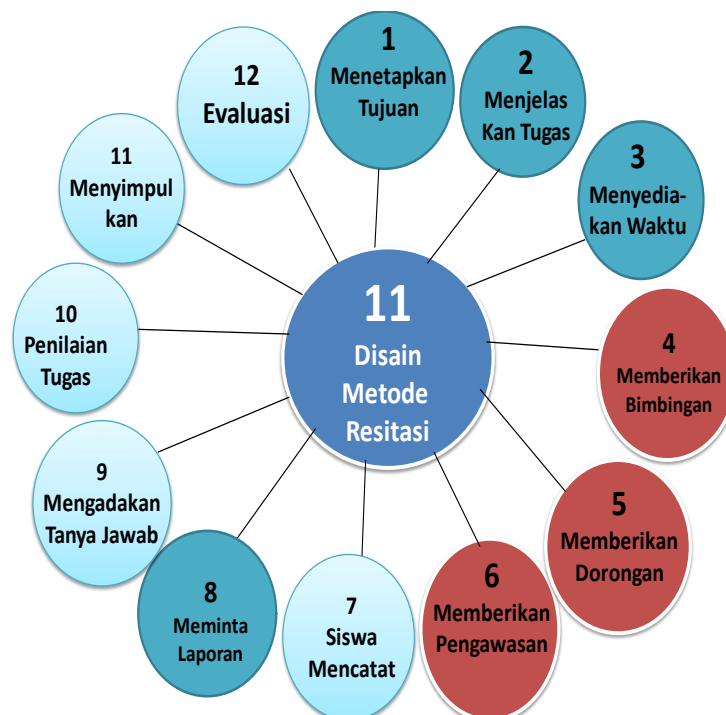 11
Disain
Metode
Resitasi
1
Menetapkan
Tujuan
2
Menjelas
Kan Tugas
3
Menyedia-
kan Waktu
4
Memberikan
Bimbingan
5
Memberikan
Dorongan
6
Memberikan
Pengawasan
7
Siswa
Mencatat
8
Meminta
Laporan
9
Mengadakan
Tanya Jawab
10
Penilaian
Tugas
11
Menyimpul
kan
12
Evaluasi